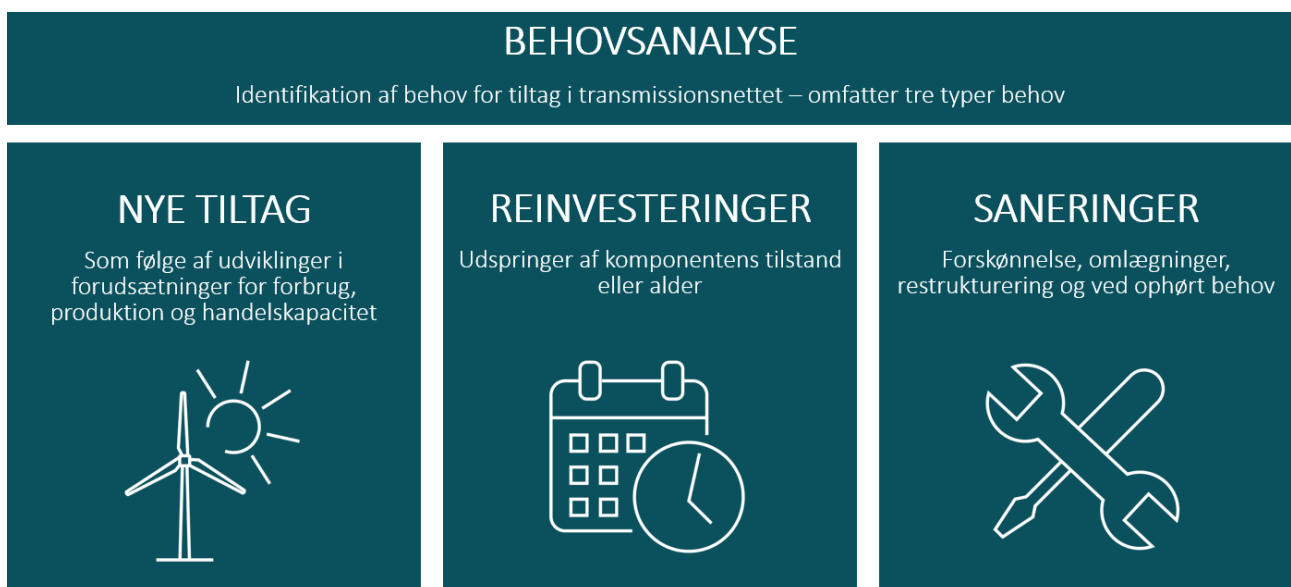 BEHOVSANALYSE
Identifikation af behov for tiltag i transmissionsnettet – omfatter tre typer behov
NYE TILTAG
Som følge af udviklinger i
forudsætninger for forbrug,
produktion og handelskapacitet
REINVESTERINGER
Udspringer af komponentens tilstand
eller alder
SANERINGER
Forskønnelse, omlægninger,
restrukturering og ved ophørt behov